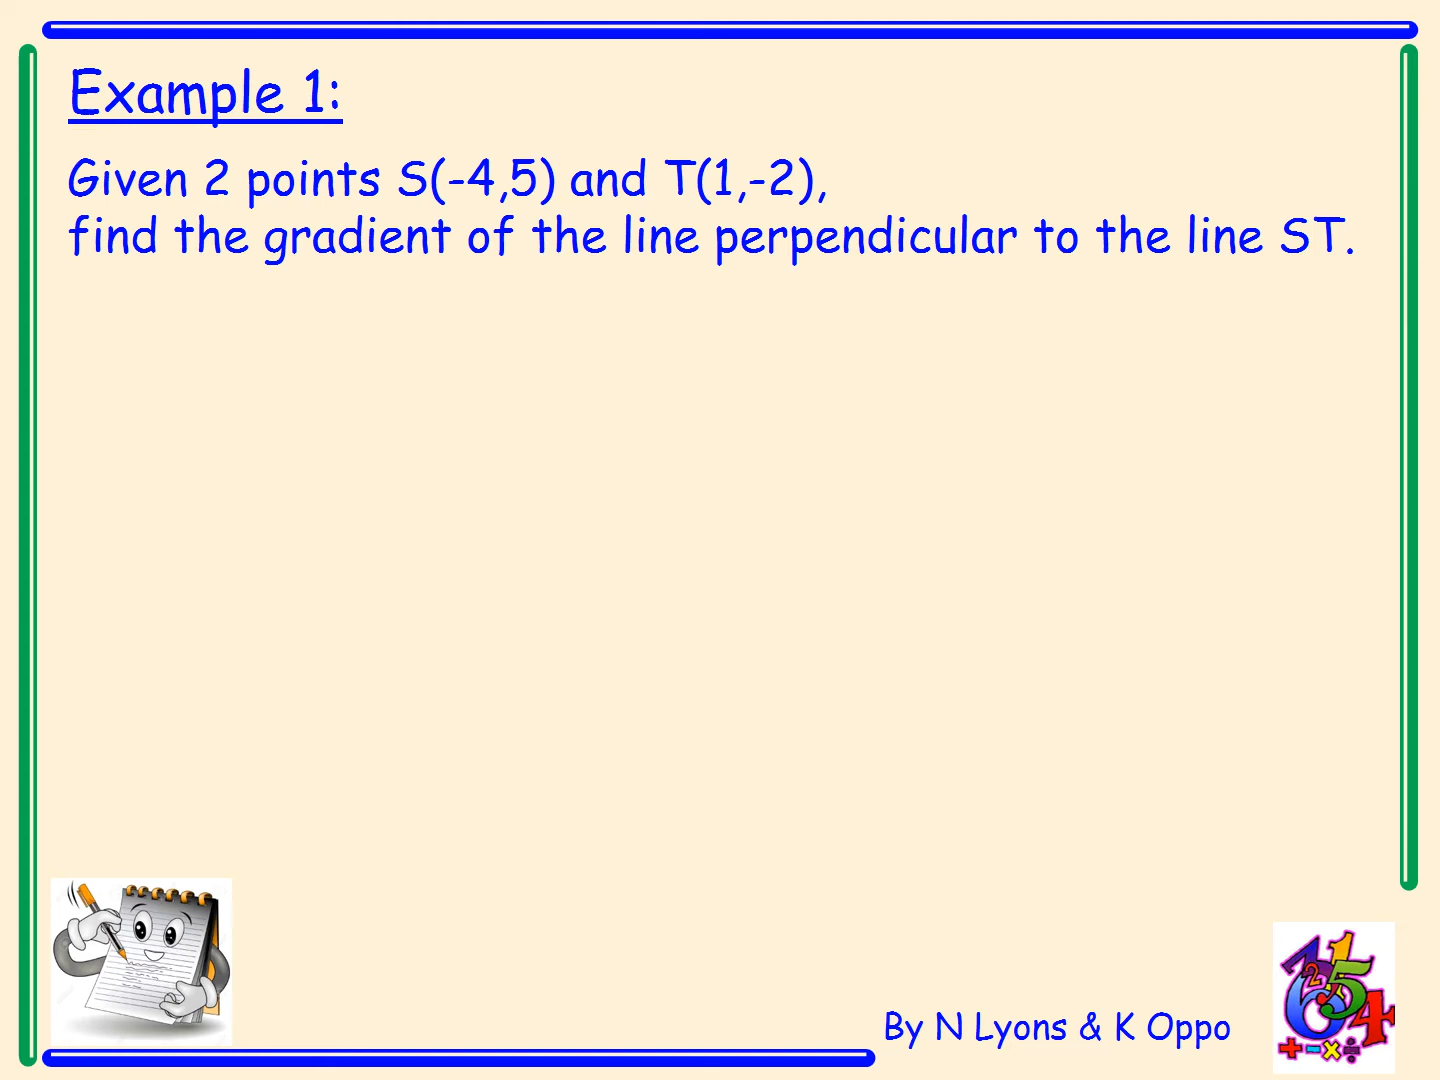 Example 1:
Given 2 points S(-4,5) and T(1,-2),
find the gradient of the line perpendicular to the line ST.
By N Lyons & K Oppo